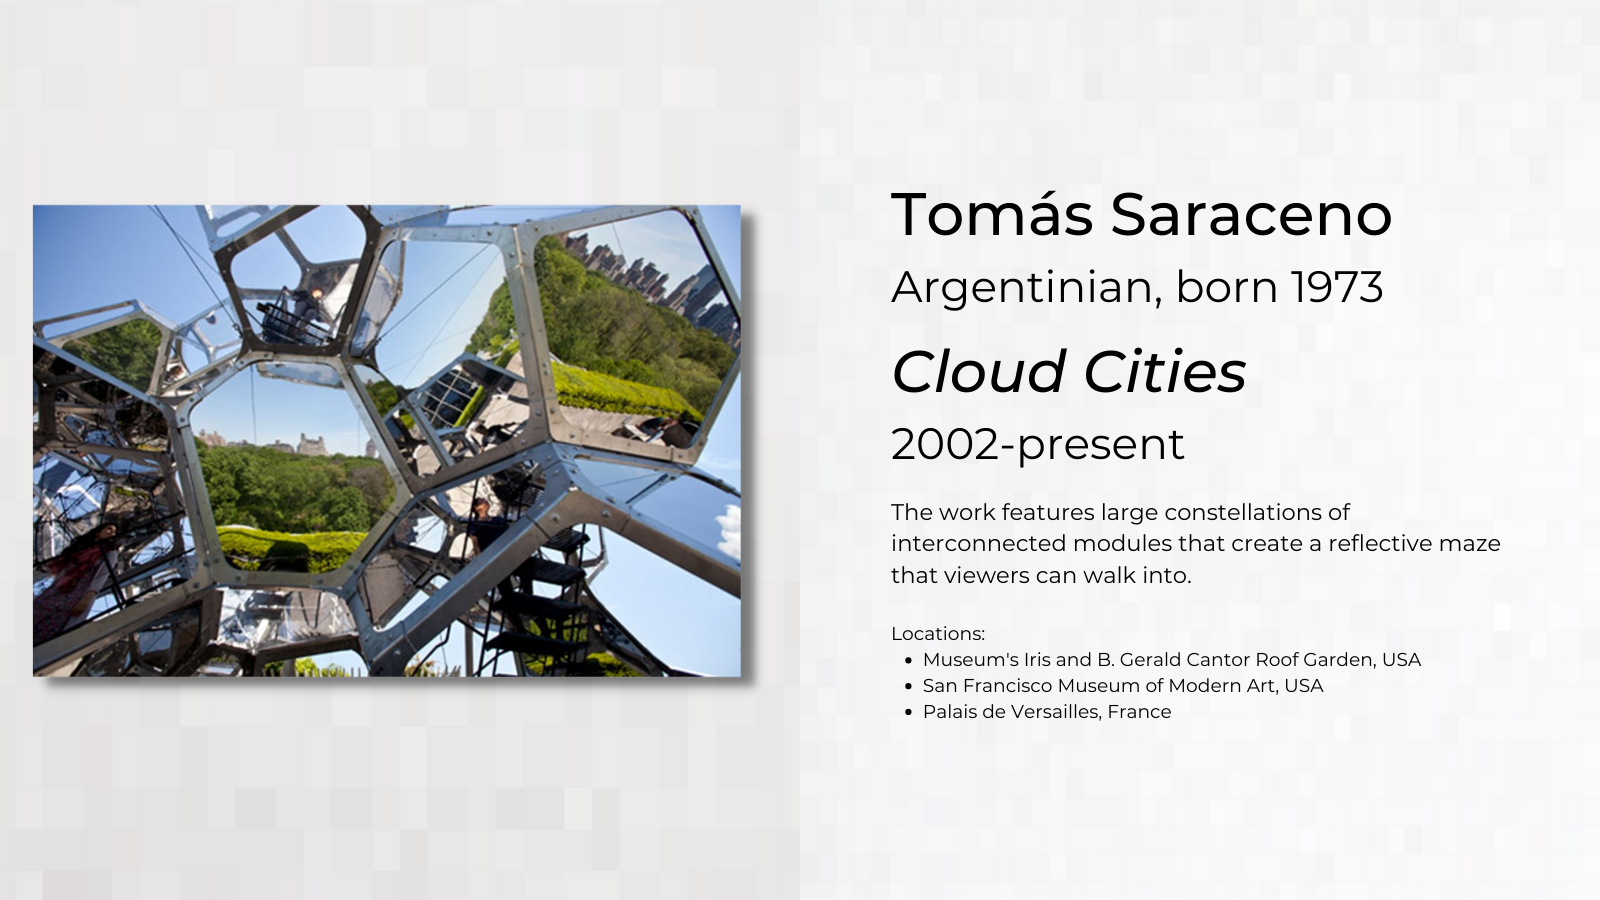 Tomás Saraceno
Argentinian, born 1973
Cloud Cities
2002-present
The work features large constellations of
interconnected modules that create a reflective maze
that viewers can walk into.
Locations:
• Museum's Iris and B. Gerald Cantor Roof Garden, USA
• San Francisco Museum of Modern Art, USA
• Palais de Versailles, France